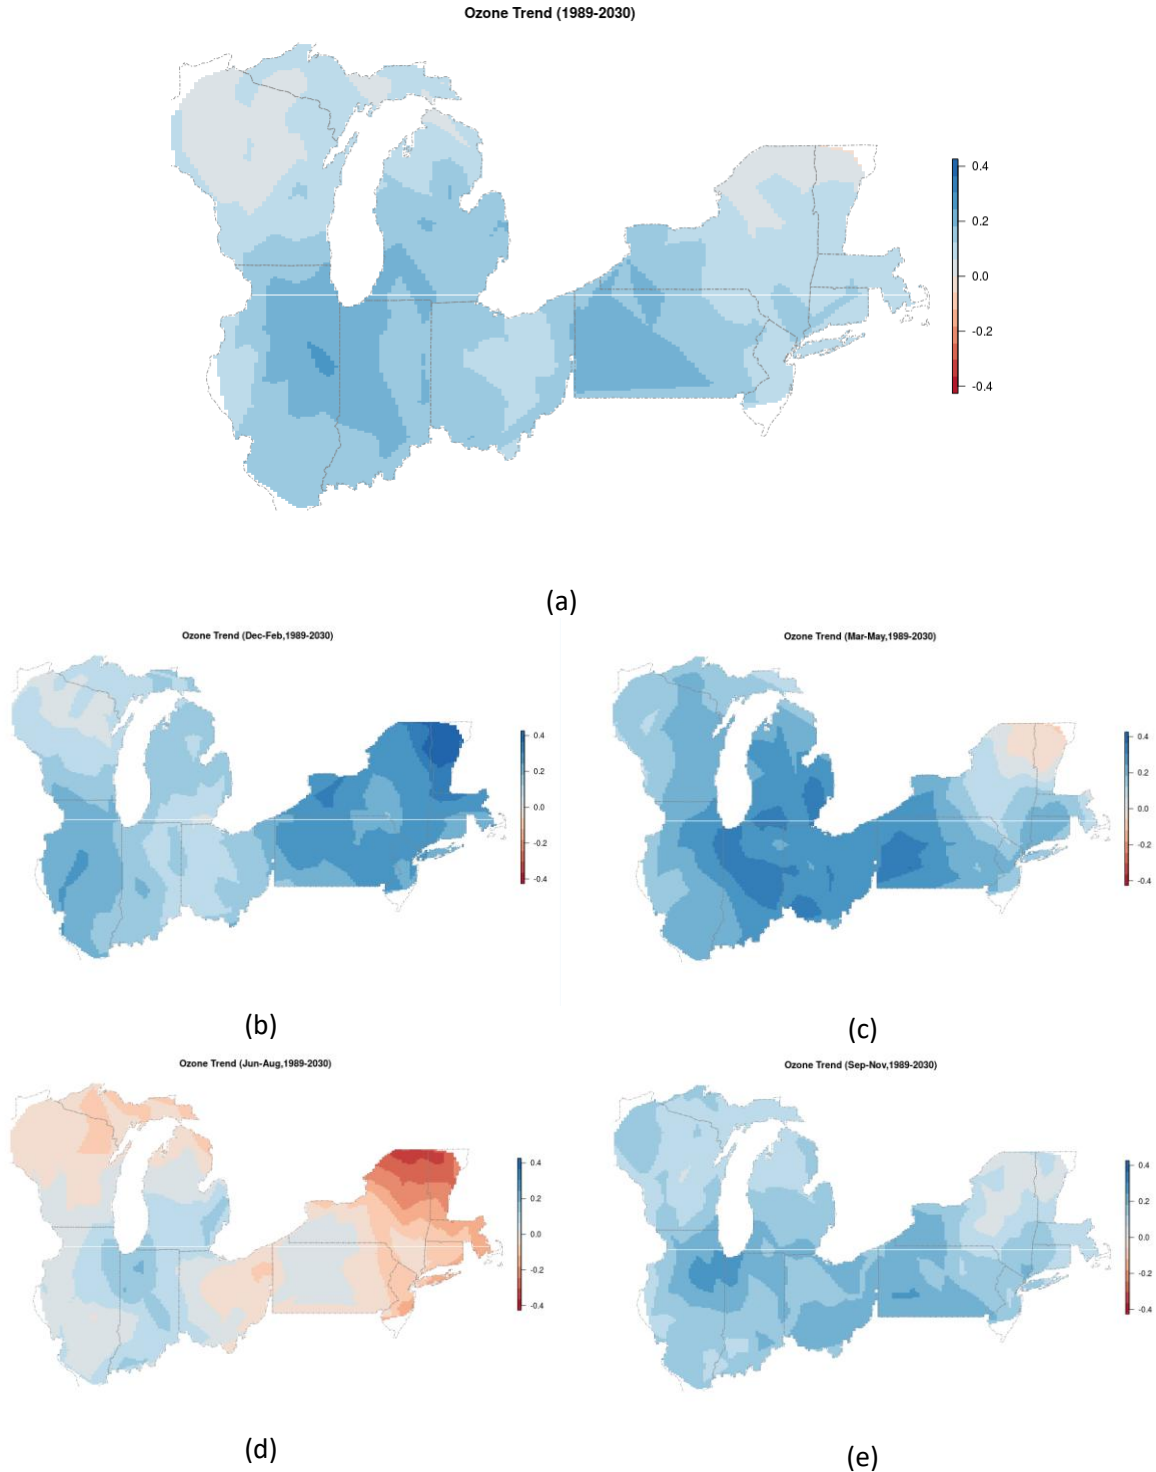 Ozone Trend (1989-2030)
0.4
0.2
0.0
-0.2
-0.4
(a)
Ozone Trend (Dec-Feb,1989-2030)
0.4
0.2
0.0
-0.2
-0.4
(b)
Ozone Trend (Mar-May,1989-2030)
0.4
0.2
0.0
-0.2
-0.4
(c)
Ozone Trend (Jun-Aug,1989-2030)
0.4
0.2
0.0
-0.2
-0.4
(d)
Ozone Trend (Sep-Nov,1989-2030)
0.4
0.2
0.0
-0.2
-0.4
(e)